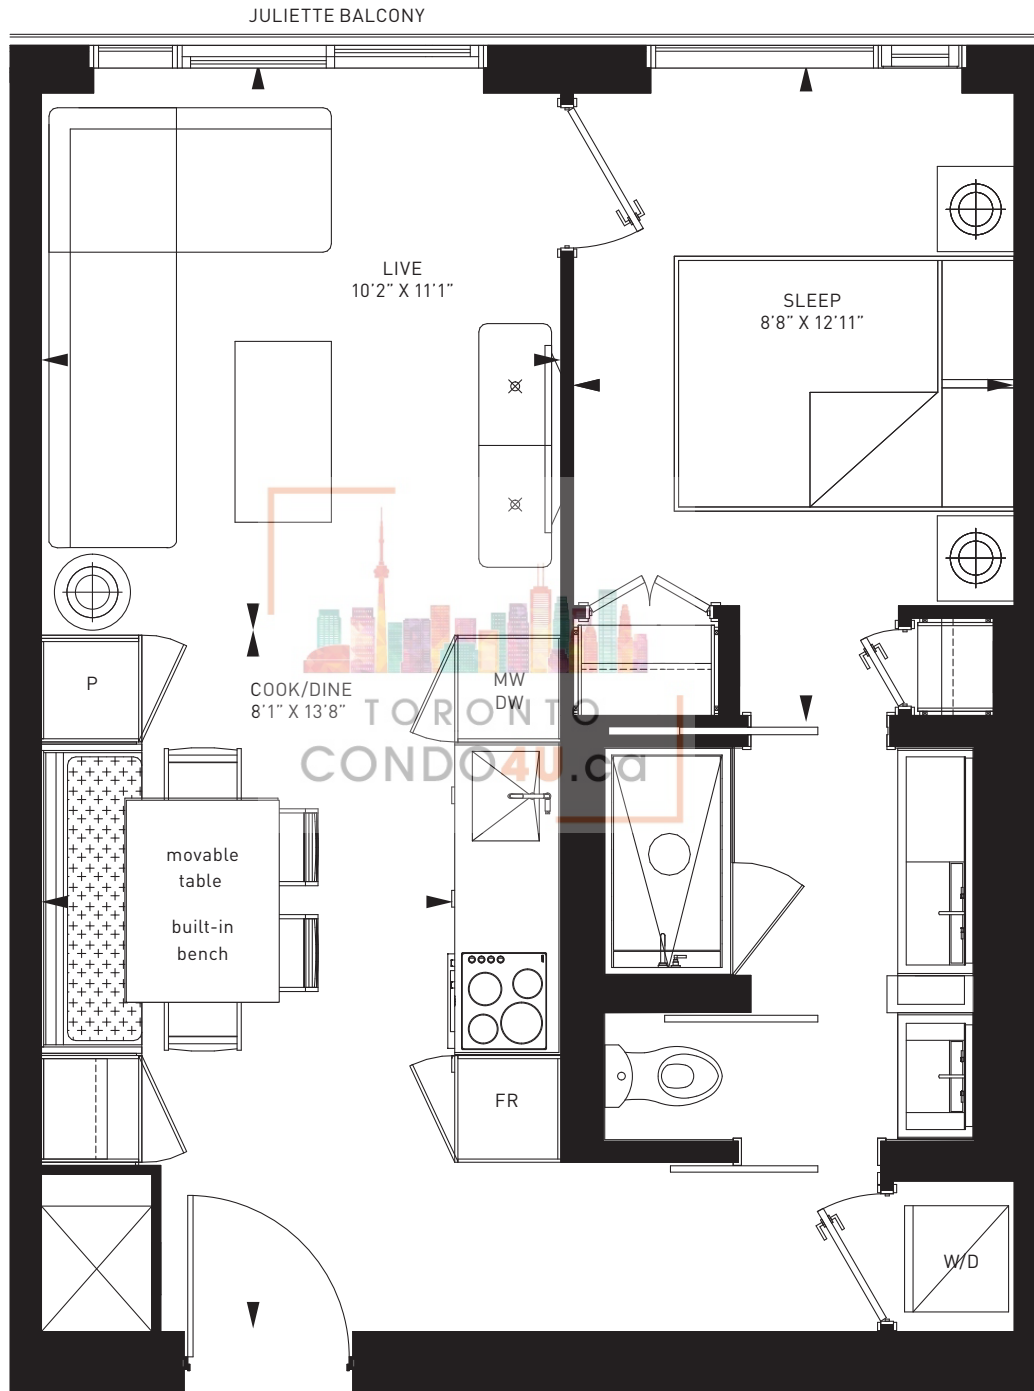 JULIETTE BALCONY
LIVE
10’2” X 11’1”
SLEEP
8’8” X 12’11”
P
COOK/DINE
8’1” X 13’8”
MW
DW
TORONTO
CONDO4U.ca
movable
table
built-in
bench
FR
W/D